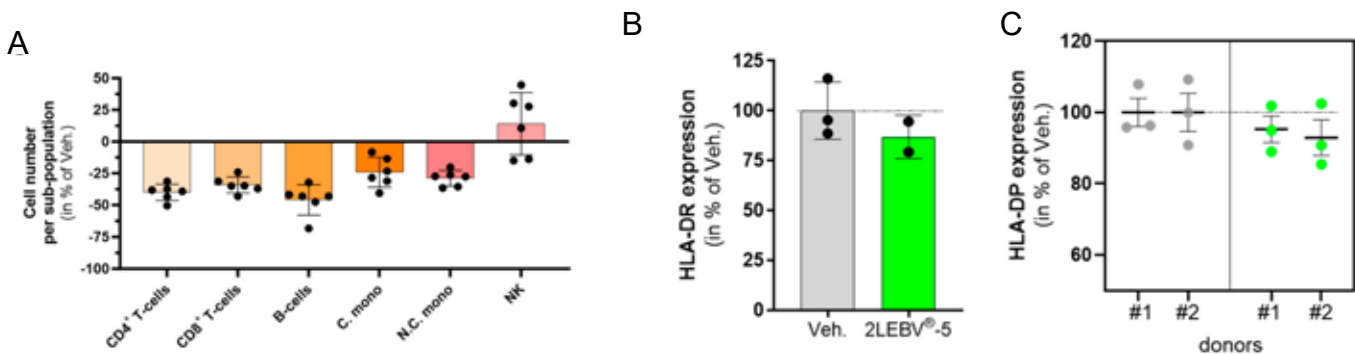 A
Cell number
per sub-population
(in % of Veh.)
50
25
0
-25
-50
-75
-100
CD4⁺ T-cells
CD8⁺ T-cells
B-cells
C. mono
N.C. mono
NK
B
HLA-DR expression
(in % of Veh.)
125
100
75
50
25
0
Veh.
2LEBV®-5
C
HLA-DP expression
(in % of Veh.)
120
100
80
60
#1 #2 #1 #2
donors